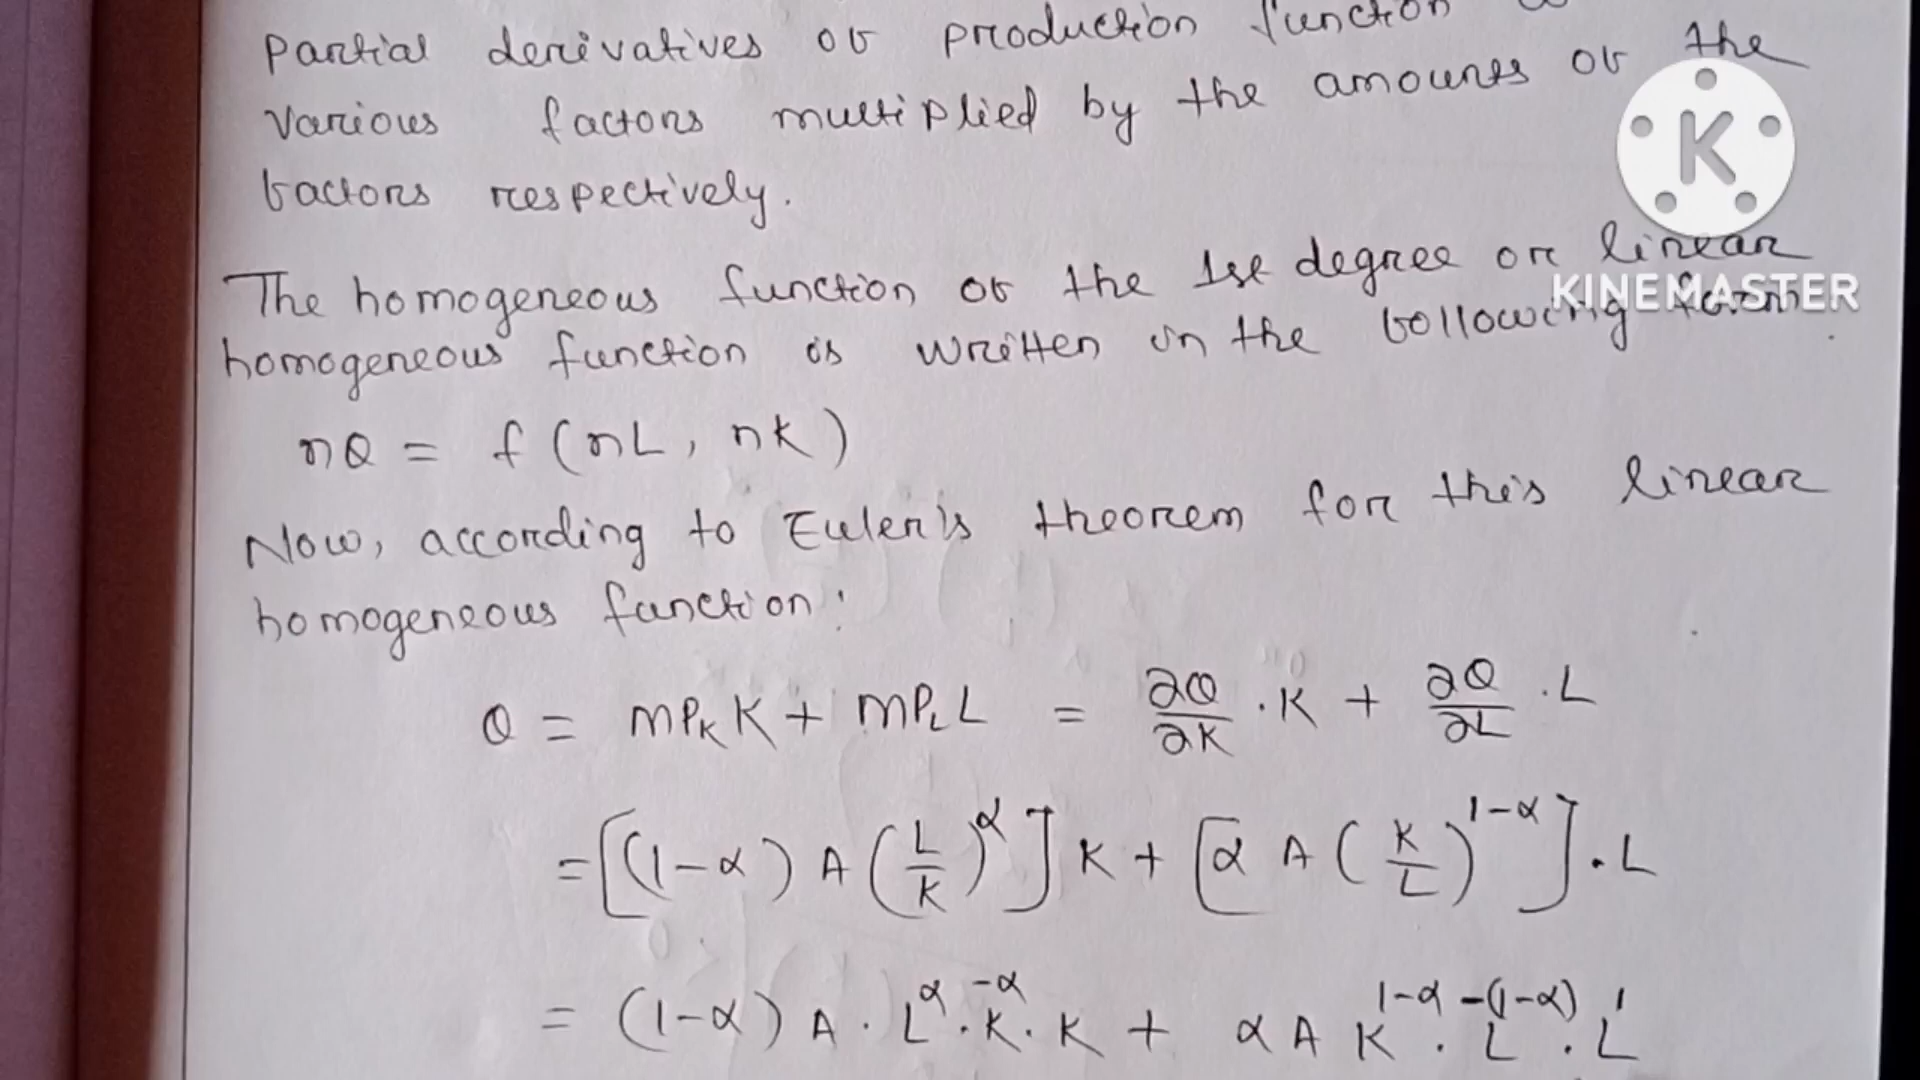 Partial derivatives of production function
various factors multiplied by the amounts of the
factors respectively.
The homogeneous function of the 1st degree or linear
homogeneous function is written in the following form
nQ = f (nL, nK)
Now, according to Euler's theorem for this linear
homogeneous function:
Q = MP_K K + MP_L L = ∂Q/∂K . K + ∂Q/∂L . L
= [(1-α) A (L/K)^α] K + [α A (K/L)^(1-α)] . L
= (1-α) A . L^α . K^-α . K + α A K^(1-α) . L^-(1-α) . L^1
K
KINEMASTER